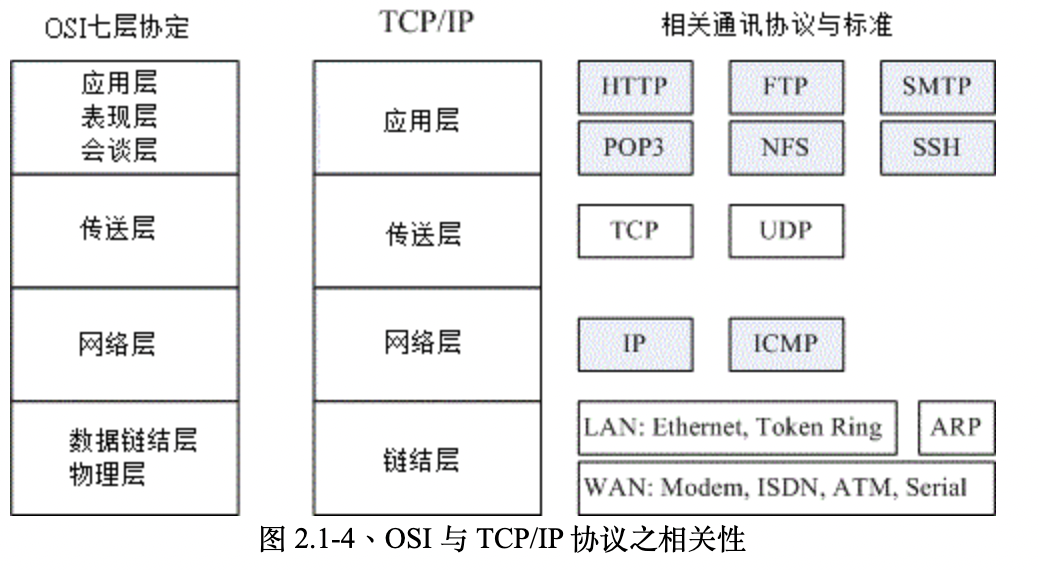 OSI七层协定
TCP/IP
相关通讯协议与标准
应用层
表现层
会谈层
应用层
HTTP
FTP
SMTP
POP3
NFS
SSH
传送层
传送层
TCP
UDP
网络层
网络层
IP
ICMP
数据链结层
物理层
链结层
LAN: Ethernet, Token Ring
ARP
WAN: Modem, ISDN, ATM, Serial
图 2.1-4、OSI 与 TCP/IP 协议之相关性